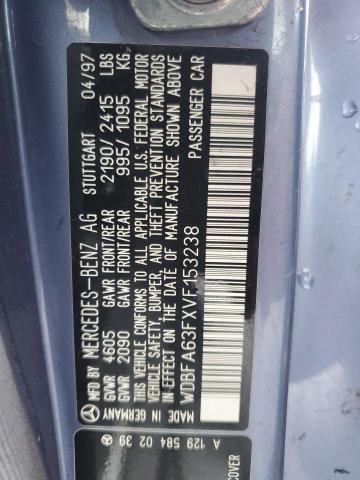 MFD BY MERCEDES-BENZ AG STUTTGART 04/97
GVWR 4605 GAWR FRONT/REAR 2190/2415 LBS
GVWR 2090 GAWR FRONT/REAR 995/1095 KG
THIS VEHICLE CONFORMS TO ALL APPLICABLE U.S. FEDERAL MOTOR
VEHICLE SAFETY, BUMPER, AND THEFT PREVENTION STANDARDS
IN EFFECT ON THE DATE OF MANUFACTURE SHOWN ABOVE
MADE IN GERMANY
WDBFA63FXVF153238 PASSENGER CAR
A 129 584 02 39
COVER